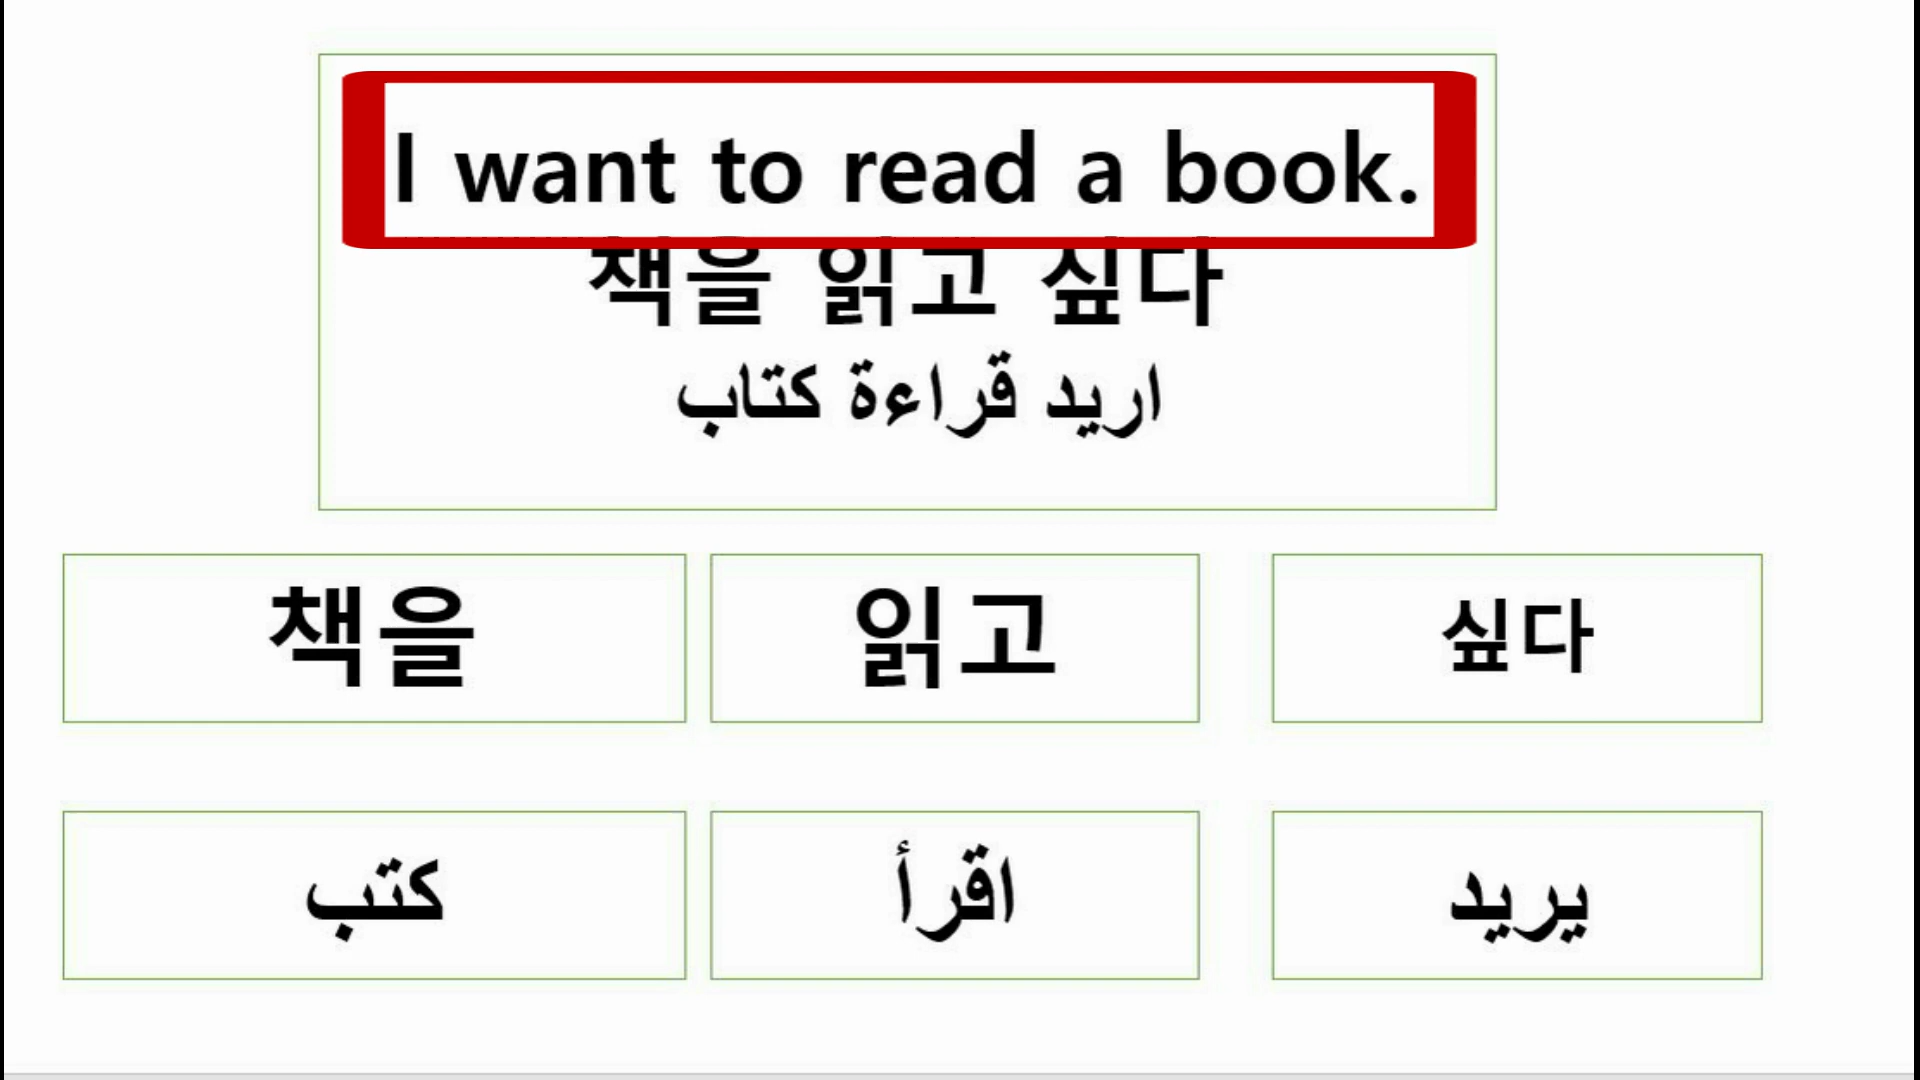 I want to read a book.
책을 읽고 싶다
اريد قراءة كتاب
책을
읽고
싶다
كتب
اقرأ
يريد